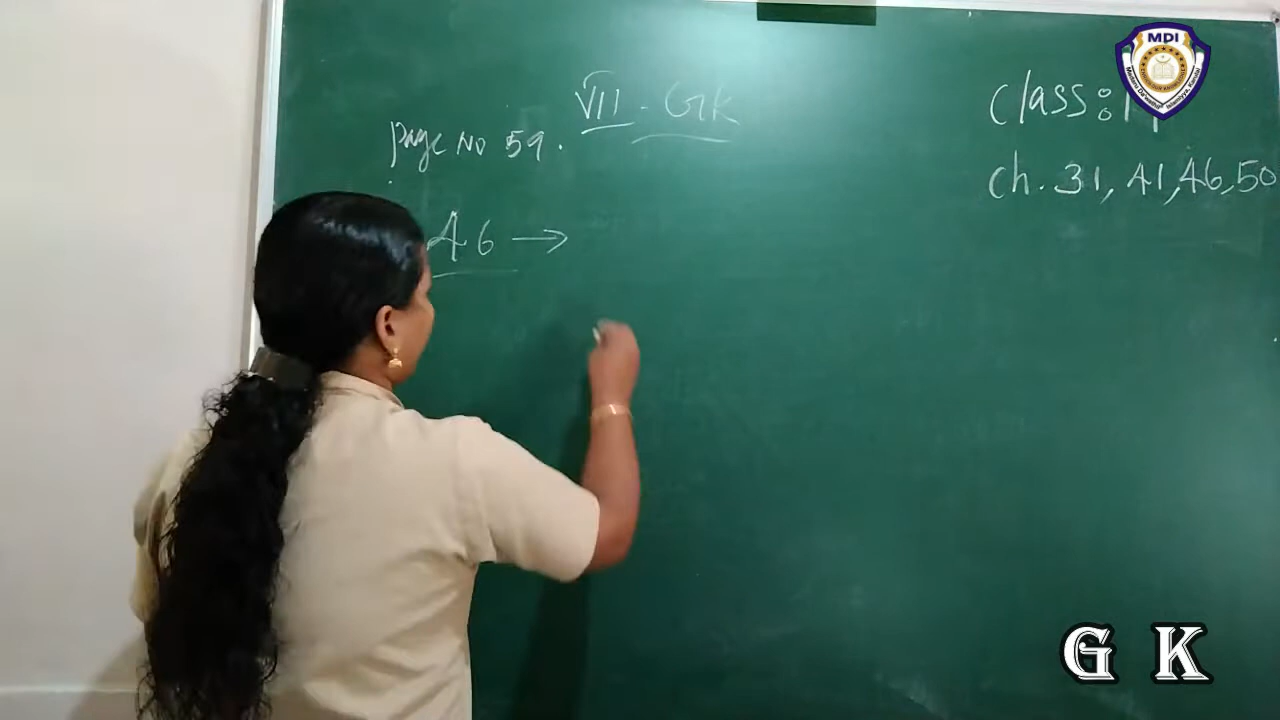 VII - GK
Page No 59.
46 →
class:
ch. 31, 41, 46, 50
MDI
G K